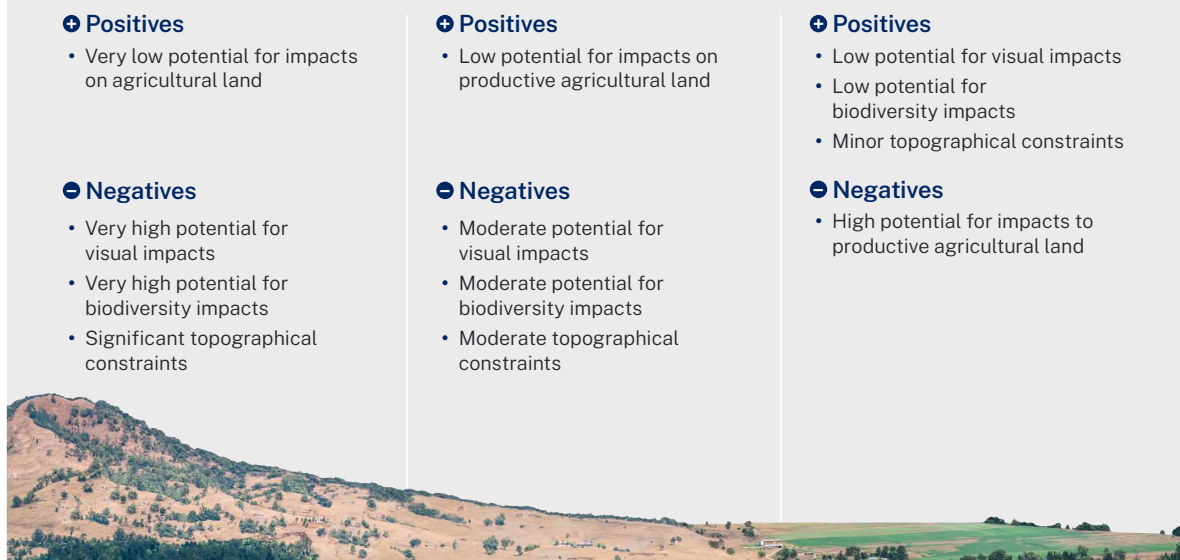 Positives
• Very low potential for impacts
on agricultural land
Negatives
• Very high potential for
visual impacts
• Very high potential for
biodiversity impacts
• Significant topographical
constraints
Positives
• Low potential for impacts on
productive agricultural land
Negatives
• Moderate potential for
visual impacts
• Moderate potential for
biodiversity impacts
• Moderate topographical
constraints
Positives
• Low potential for visual impacts
• Low potential for
biodiversity impacts
• Minor topographical constraints
Negatives
• High potential for impacts to
productive agricultural land